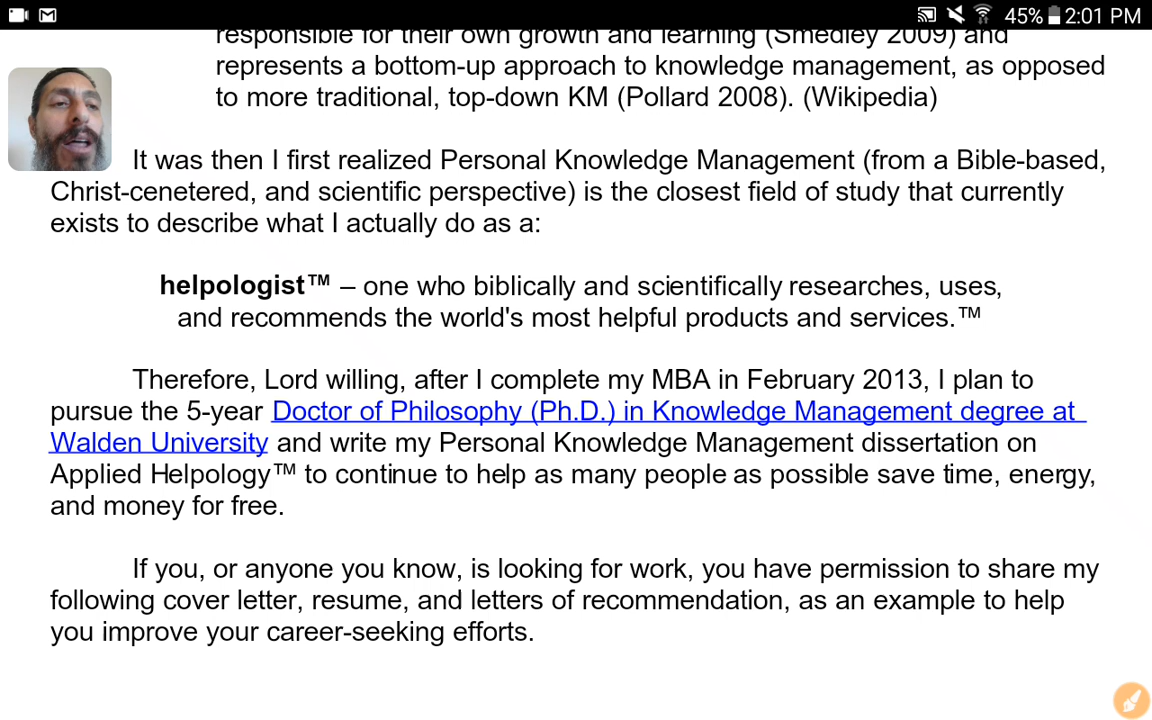 45% 2:01 PM
responsible for their own growth and learning (Smedley 2009) and
represents a bottom-up approach to knowledge management, as opposed
to more traditional, top-down KM (Pollard 2008). (Wikipedia)
It was then I first realized Personal Knowledge Management (from a Bible-based,
Christ-cenetered, and scientific perspective) is the closest field of study that currently
exists to describe what I actually do as a:
helpologist™ – one who biblically and scientifically researches, uses,
and recommends the world's most helpful products and services.™
Therefore, Lord willing, after I complete my MBA in February 2013, I plan to
pursue the 5-year Doctor of Philosophy (Ph.D.) in Knowledge Management degree at
Walden University and write my Personal Knowledge Management dissertation on
Applied Helpology™ to continue to help as many people as possible save time, energy,
and money for free.
If you, or anyone you know, is looking for work, you have permission to share my
following cover letter, resume, and letters of recommendation, as an example to help
you improve your career-seeking efforts.